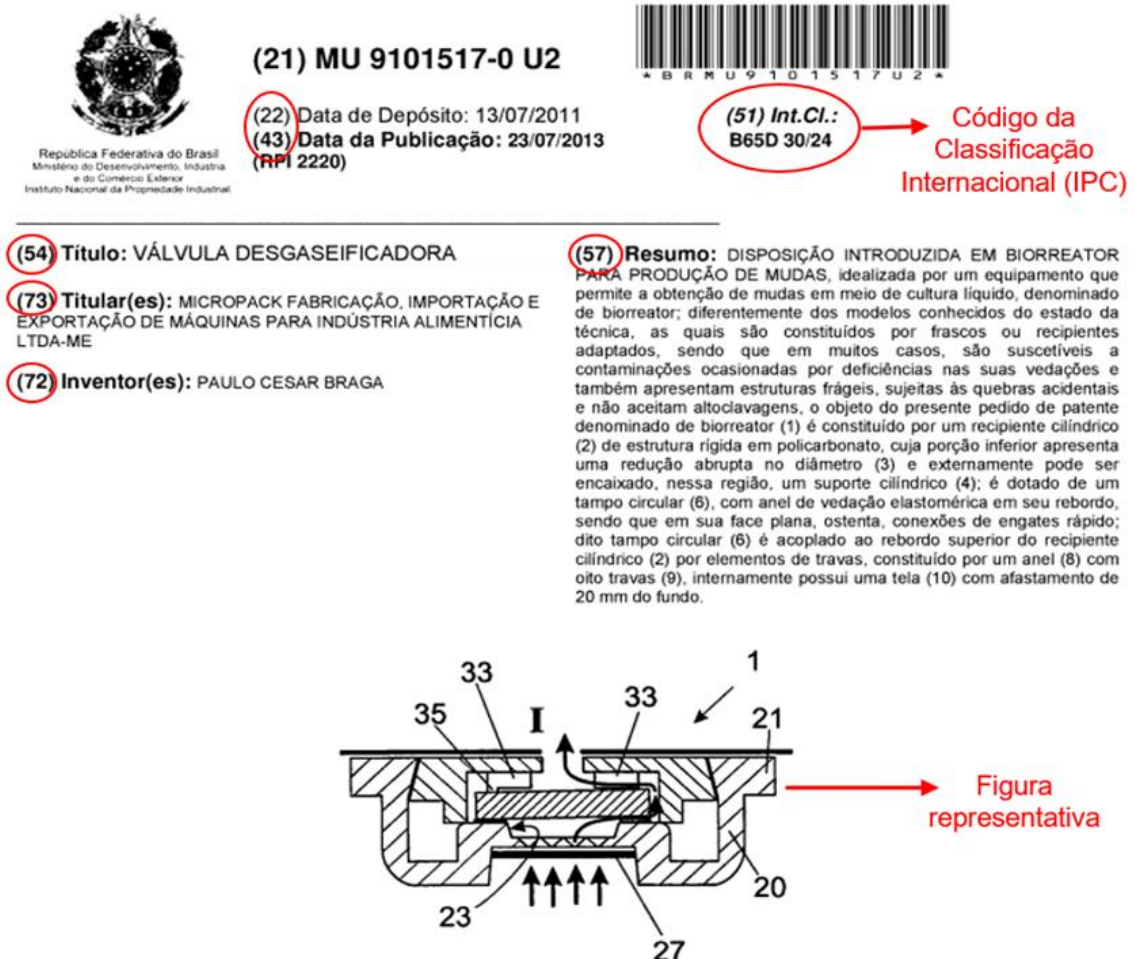 (21) MU 9101517-0 U2
*BRMU9101517U2*
(22) Data de Depósito: 13/07/2011
(43) Data da Publicação: 23/07/2013
(RPI 2220)
(51) Int.Cl.:
B65D 30/24
Código da
Classificação
Internacional (IPC)
República Federativa do Brasil
Ministério do Desenvolvimento, Indústria
e do Comércio Exterior
Instituto Nacional da Propriedade Industrial.
(54) Título: VÁLVULA DESGASEIFICADORA
(73) Titular(es): MICROPACK FABRICAÇÃO, IMPORTAÇÃO E
EXPORTAÇÃO DE MÁQUINAS PARA INDÚSTRIA ALIMENTÍCIA
LTDA-ME
(72) Inventor(es): PAULO CESAR BRAGA
(57) Resumo: DISPOSIÇÃO INTRODUZIDA EM BIORREATOR
PARA PRODUÇÃO DE MUDAS, idealizada por um equipamento que
permite a obtenção de mudas em meio de cultura líquido, denominado
de biorreator; diferentemente dos modelos conhecidos do estado da
técnica, as quais são constituídos por frascos ou recipientes
adaptados, sendo que em muitos casos, são suscetíveis a
contaminações ocasionadas por deficiências nas suas vedações e
também apresentam estruturas frágeis, sujeitas às quebras acidentais
e não aceitam altoclavagens, o objeto do presente pedido de patente
denominado de biorreator (1) é constituído por um recipiente cilíndrico
(2) de estrutura rígida em policarbonato, cuja porção inferior apresenta
uma redução abrupta no diâmetro (3) e externamente pode ser
encaixado, nessa região, um suporte cilíndrico (4); é dotado de um
tampo circular (6), com anel de vedação elastomérica em seu rebordo,
sendo que em sua face plana, ostenta, conexões de engates rápido;
dito tampo circular (6) é acoplado ao rebordo superior do recipiente
cilíndrico (2) por elementos de travas, constituído por um anel (8) com
oito travas (9), internamente possui uma tela (10) com afastamento de
20 mm do fundo.
33
1
35
I
33
21
Figura
representativa
23
20
27